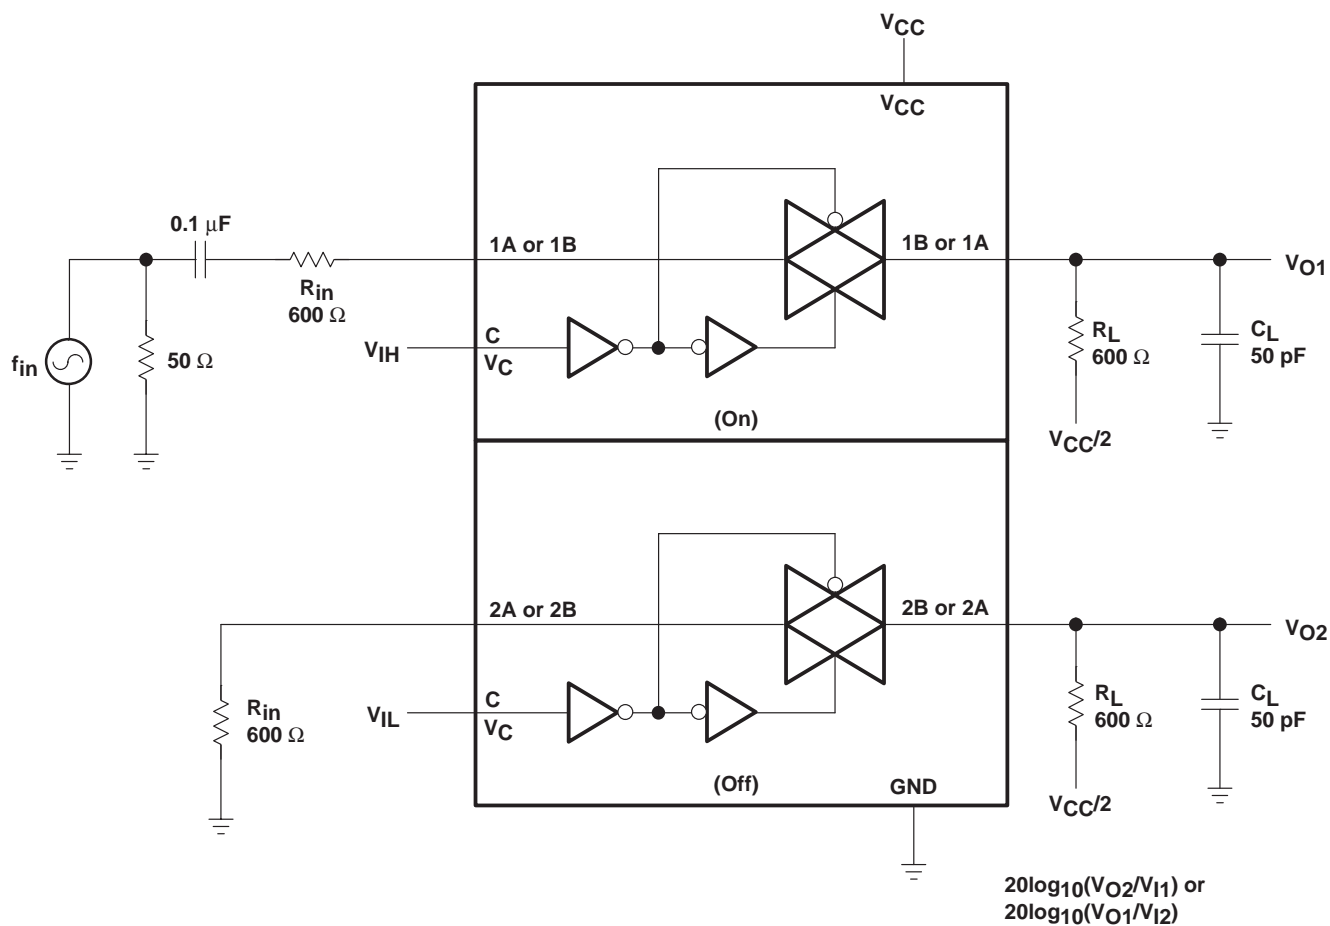 VCC
VCC
0.1 μF
1A or 1B
1B or 1A
VO1
Rin
600 Ω
fin
50 Ω
VIH
C
VC
RL
600 Ω
CL
50 pF
(On)
VCC/2
2A or 2B
2B or 2A
VO2
Rin
600 Ω
VIL
C
VC
RL
600 Ω
CL
50 pF
(Off)
GND
VCC/2
20log10(VO2/VI1) or
20log10(VO1/VI2)